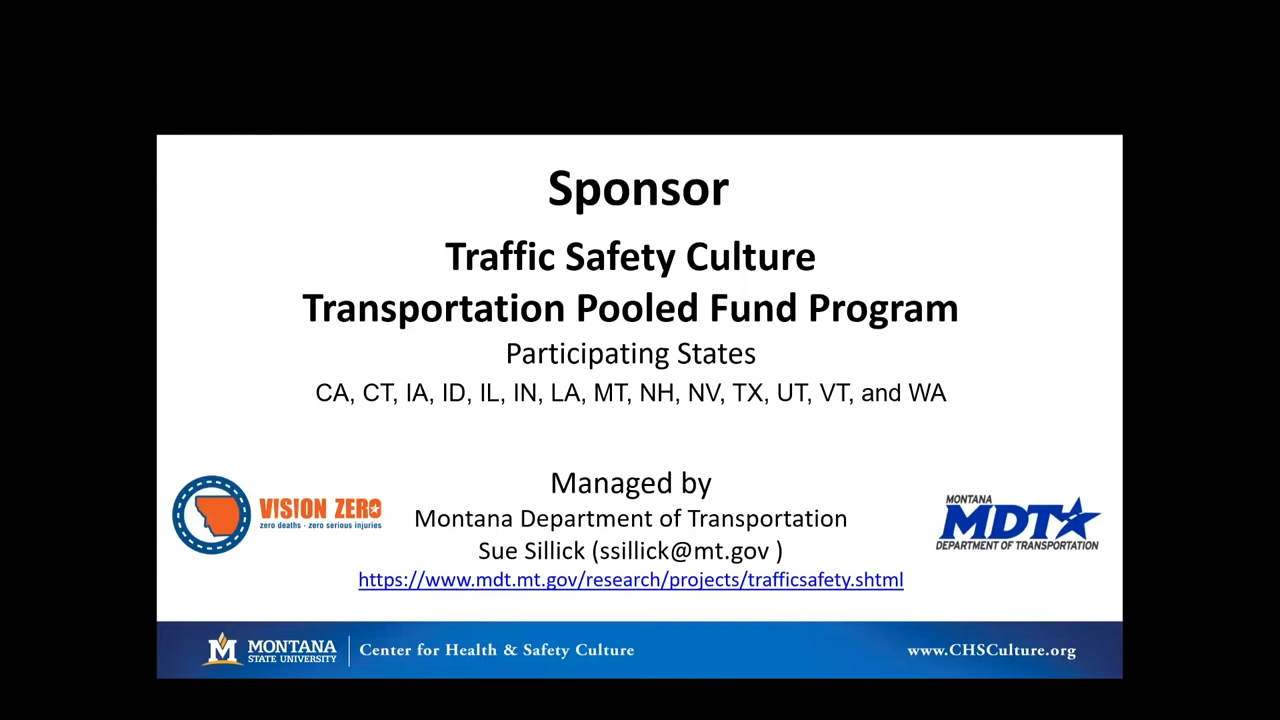 Sponsor
Traffic Safety Culture
Transportation Pooled Fund Program
Participating States
CA, CT, IA, ID, IL, IN, LA, MT, NH, NV, TX, UT, VT, and WA
Managed by
Montana Department of Transportation
Sue Sillick (ssillick@mt.gov )
https://www.mdt.mt.gov/research/projects/trafficsafety.shtml
VISION ZERO
zero deaths · zero serious injuries
MONTANA
MDT
DEPARTMENT OF TRANSPORTATION
M
MONTANA
STATE UNIVERSITY
Center for Health & Safety Culture
www.CHSCulture.org